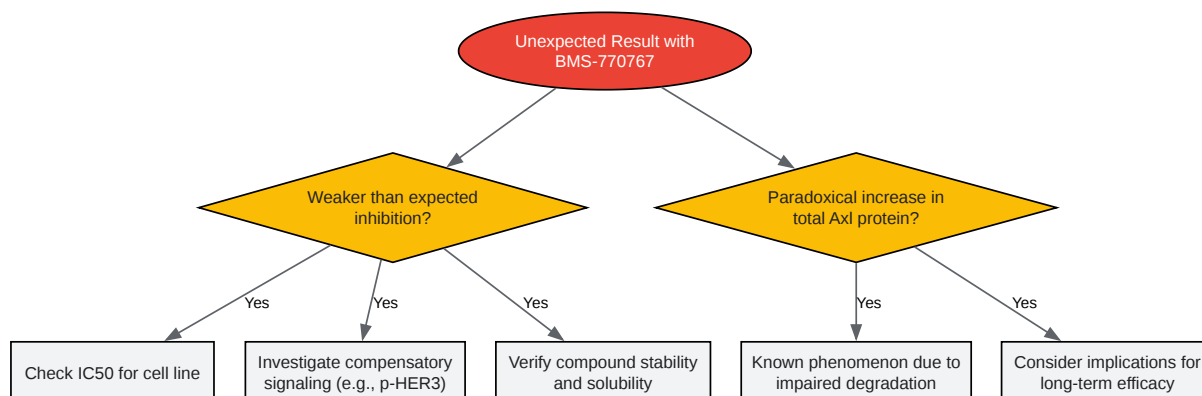 Unexpected Result with
BMS-770767
Weaker than expected
inhibition?
Paradoxical increase in
total Axl protein?
Yes
Yes
Yes
Yes
Yes
Check IC50 for cell line
Investigate compensatory
signaling (e.g., p-HER3)
Verify compound stability
and solubility
Known phenomenon due to
impaired degradation
Consider implications for
long-term efficacy